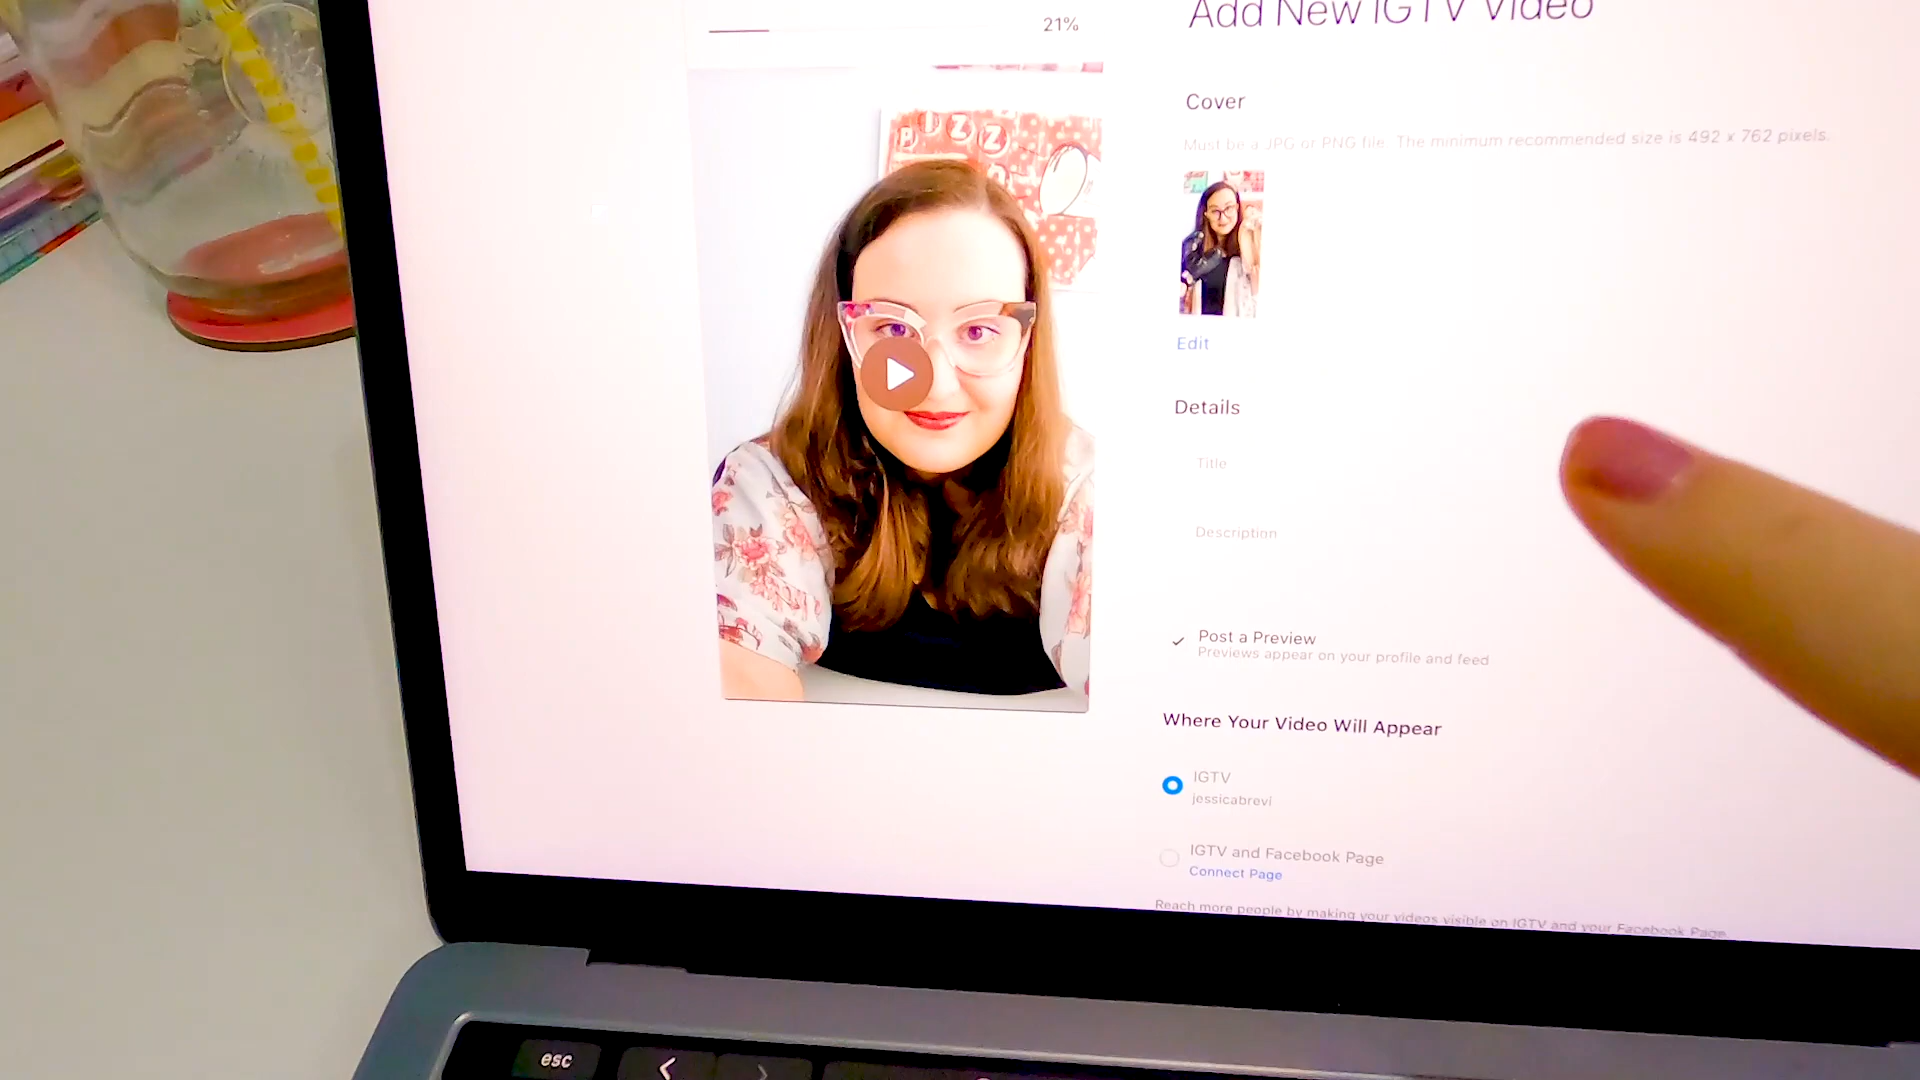 21%
Add New IGTV Video
Cover
Must be a JPG or PNG file. The minimum recommended size is 492 x 762 pixels.
Edit
Details
Title
Description
Post a Preview
Previews appear on your profile and feed
Where Your Video Will Appear
IGTV
jessicabrevi
IGTV and Facebook Page
Connect Page
Reach more people by making your videos visible on IGTV and your Facebook Page.
esc